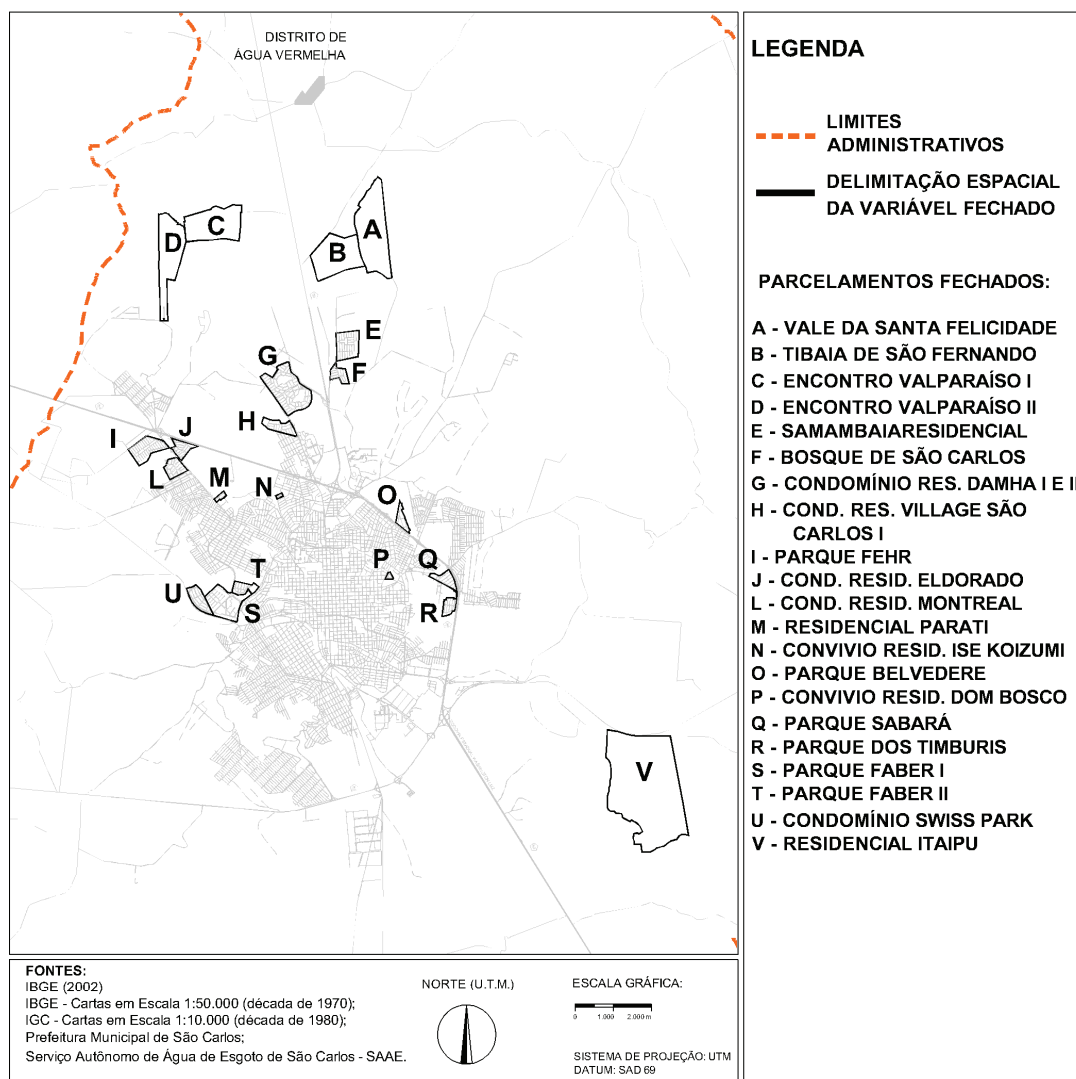 DISTRITO DE
ÁGUA VERMELHA
A
B
C
D
E
F
G
H
I
J
L
M
N
O
P
Q
R
T
U
S
V
LEGENDA
LIMITES
ADMINISTRATIVOS
DELIMITAÇÃO ESPACIAL
DA VARIÁVEL FECHADO
PARCELAMENTOS FECHADOS:
A - VALE DA SANTA FELICIDADE
B - TIBAIA DE SÃO FERNANDO
C - ENCONTRO VALPARAÍSO I
D - ENCONTRO VALPARAÍSO II
E - SAMAMBAIARESIDENCIAL
F - BOSQUE DE SÃO CARLOS
G - CONDOMÍNIO RES. DAMHA I E II
H - COND. RES. VILLAGE SÃO
CARLOS I
I - PARQUE FEHR
J - COND. RESID. ELDORADO
L - COND. RESID. MONTREAL
M - RESIDENCIAL PARATI
N - CONVIVIO RESID. ISE KOIZUMI
O - PARQUE BELVEDERE
P - CONVIVIO RESID. DOM BOSCO
Q - PARQUE SABARÁ
R - PARQUE DOS TIMBURIS
S - PARQUE FABER I
T - PARQUE FABER II
U - CONDOMÍNIO SWISS PARK
V - RESIDENCIAL ITAIPU
FONTES:
IBGE (2002)
IBGE - Cartas em Escala 1:50.000 (década de 1970);
IGC - Cartas em Escala 1:10.000 (década de 1980);
Prefeitura Municipal de São Carlos;
Serviço Autônomo de Água de Esgoto de São Carlos - SAAE.
NORTE (U.T.M.)
ESCALA GRÁFICA:
0 1.000 2.000 m
SISTEMA DE PROJEÇÃO: UTM
DATUM: SAD 69